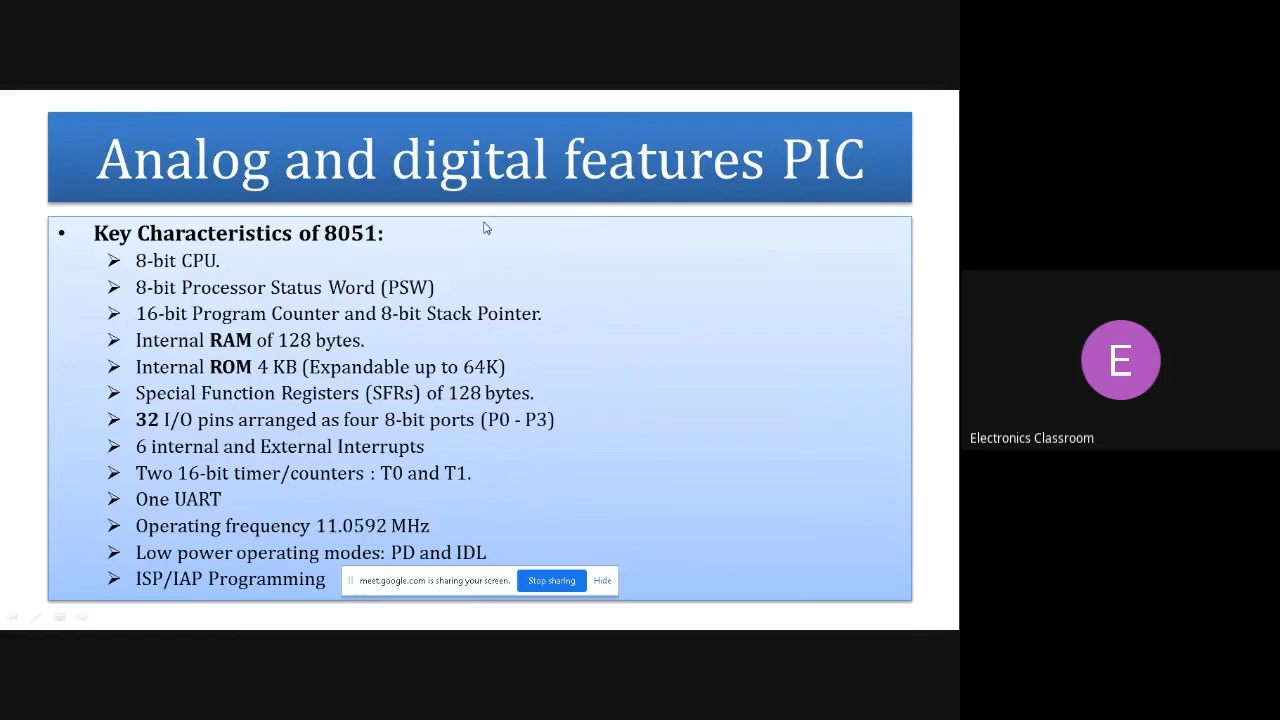 Analog and digital features PIC
• Key Characteristics of 8051:
➢ 8-bit CPU.
➢ 8-bit Processor Status Word (PSW)
➢ 16-bit Program Counter and 8-bit Stack Pointer.
➢ Internal RAM of 128 bytes.
➢ Internal ROM 4 KB (Expandable up to 64K)
➢ Special Function Registers (SFRs) of 128 bytes.
➢ 32 I/O pins arranged as four 8-bit ports (P0 - P3)
➢ 6 internal and External Interrupts
➢ Two 16-bit timer/counters : T0 and T1.
➢ One UART
➢ Operating frequency 11.0592 MHz
➢ Low power operating modes: PD and IDL
➢ ISP/IAP Programming
meet.google.com is sharing your screen. Stop sharing Hide
E
Electronics Classroom